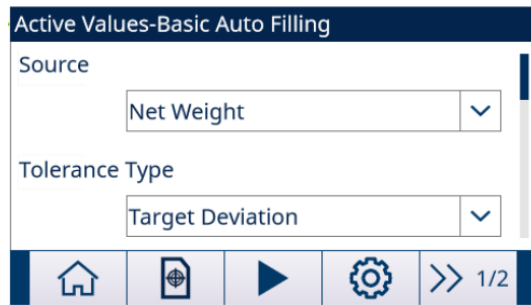 Active Values-Basic Auto Filling
Source
Net Weight
Tolerance Type
Target Deviation
1/2